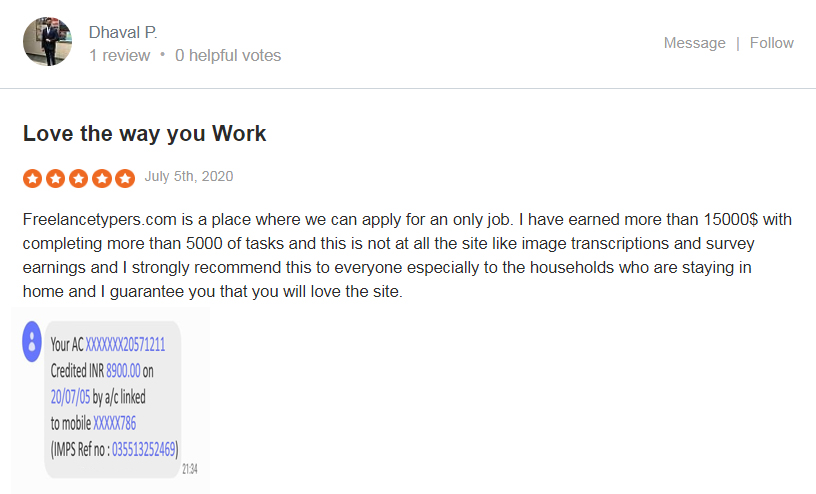 Dhaval P.
1 review • 0 helpful votes
Message | Follow
Love the way you Work
July 5th, 2020
Freelancetypers.com is a place where we can apply for an only job. I have earned more than 15000$ with
completing more than 5000 of tasks and this is not at all the site like image transcriptions and survey
earnings and I strongly recommend this to everyone especially to the households who are staying in
home and I guarantee you that you will love the site.
Your AC XXXXXXX20571211
Credited INR 8900.00 on
20/07/05 by a/c linked
to mobile XXXXX786
(IMPS Ref no : 035513252469)
21:34